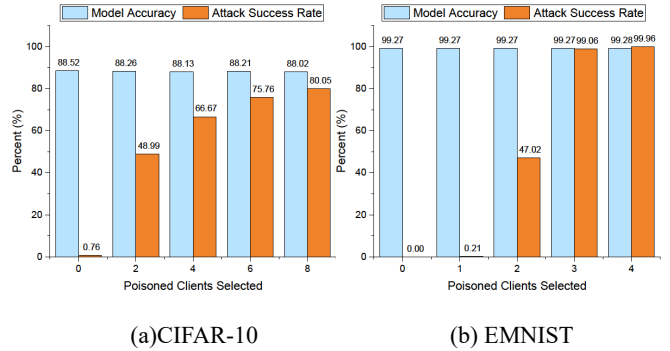 Model Accuracy Attack Success Rate
100
80
60
40
20
0
Percent (%)
88.52 88.26 88.13 88.21 88.02
0.76 48.99 66.67 75.76 80.05
0 2 4 6 8
Poisoned Clients Selected
(a)CIFAR-10
Model Accuracy Attack Success Rate
100
80
60
40
20
0
Percent (%)
99.27 99.27 99.27 99.27 99.06 99.28 99.96
0.00 0.21 47.02
0 1 2 3 4
Poisoned Clients Selected
(b) EMNIST